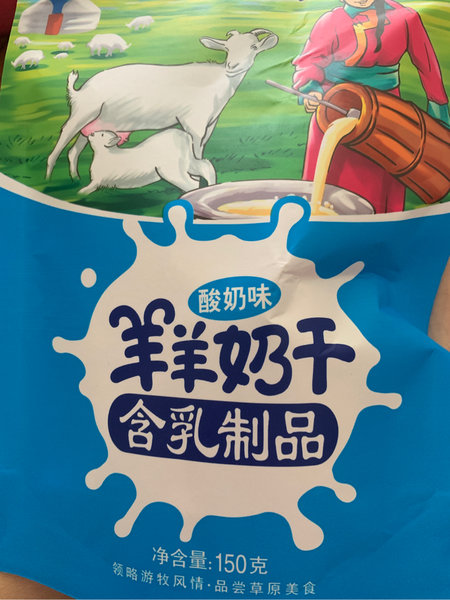 酸奶味
羊羊奶干
含乳制品
净含量:150克
领略游牧风情·品尝草原美食